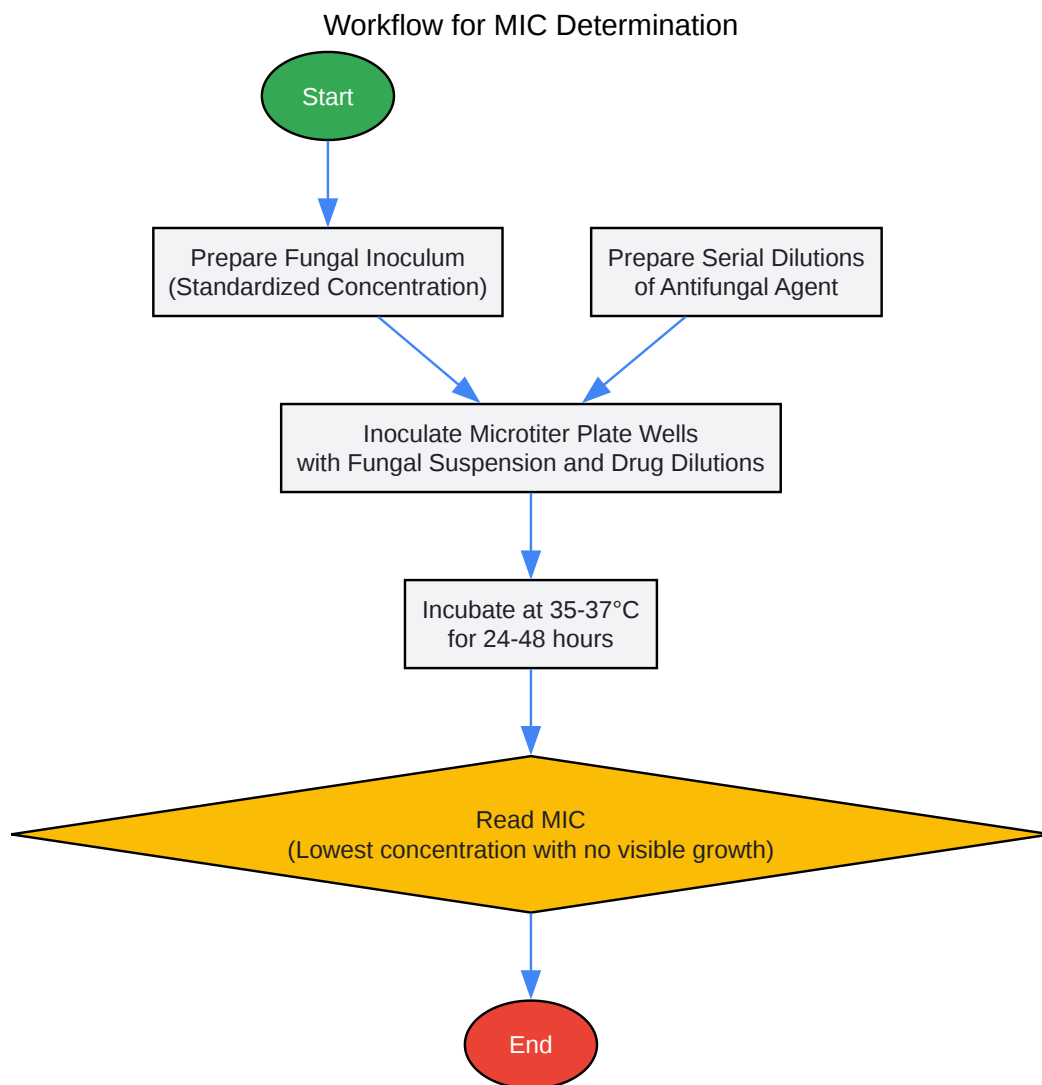 Workflow for MIC Determination
Start
Prepare Fungal Inoculum
(Standardized Concentration)
Prepare Serial Dilutions
of Antifungal Agent
Inoculate Microtiter Plate Wells
with Fungal Suspension and Drug Dilutions
Incubate at 35-37°C
for 24-48 hours
Read MIC
(Lowest concentration with no visible growth)
End